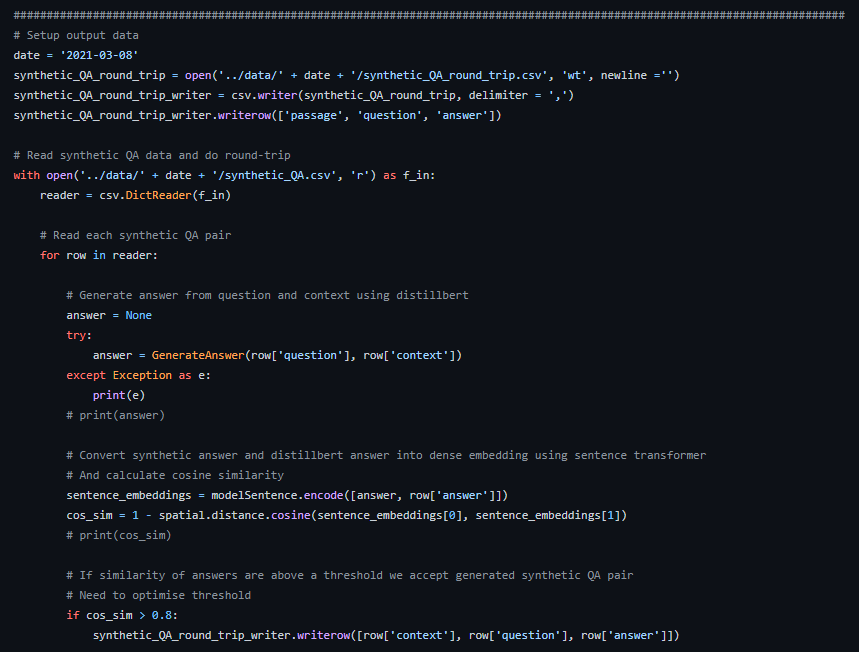 ##############################################################################################################################
# Setup output data
date = '2021-03-08'
synthetic_QA_round_trip = open('../data/' + date + '/synthetic_QA_round_trip.csv', 'wt', newline ='')
synthetic_QA_round_trip_writer = csv.writer(synthetic_QA_round_trip, delimiter = ',')
synthetic_QA_round_trip_writer.writerow(['passage', 'question', 'answer'])
# Read synthetic QA data and do round-trip
with open('../data/' + date + '/synthetic_QA.csv', 'r') as f_in:
    reader = csv.DictReader(f_in)
    # Read each synthetic QA pair
    for row in reader:
        # Generate answer from question and context using distillbert
        answer = None
        try:
            answer = GenerateAnswer(row['question'], row['context'])
        except Exception as e:
            print(e)
        # print(answer)
        # Convert synthetic answer and distillbert answer into dense embedding using sentence transformer
        # And calculate cosine similarity
        sentence_embeddings = modelSentence.encode([answer, row['answer']])
        cos_sim = 1 - spatial.distance.cosine(sentence_embeddings[0], sentence_embeddings[1])
        # print(cos_sim)
        # If similarity of answers are above a threshold we accept generated synthetic QA pair
        # Need to optimise threshold
        if cos_sim > 0.8:
            synthetic_QA_round_trip_writer.writerow([row['context'], row['question'], row['answer']])